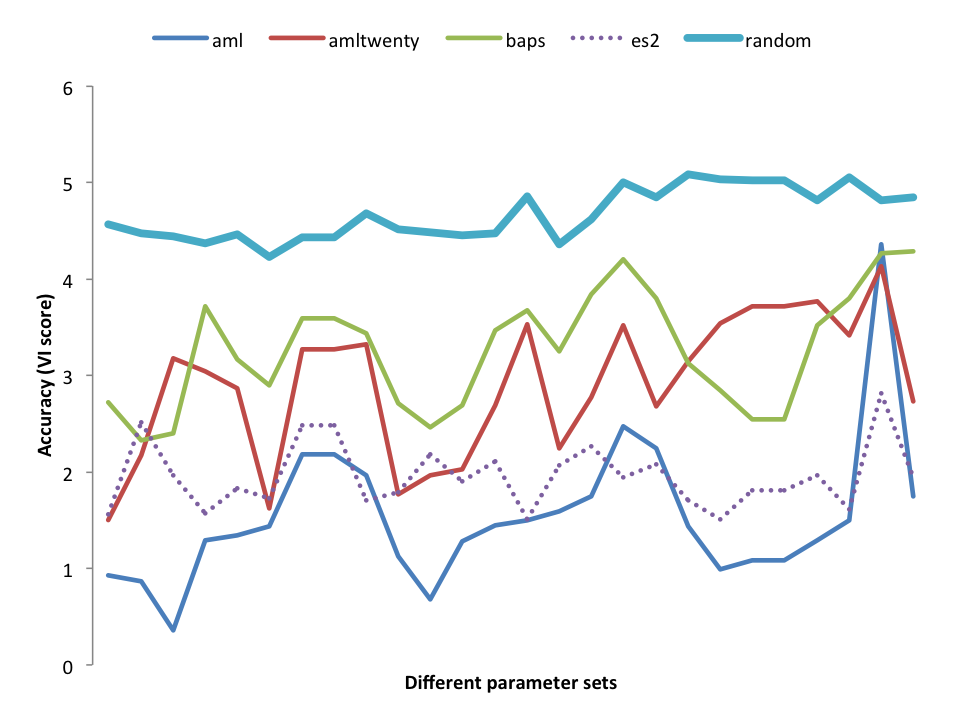 aml amltwenty baps es2 random
6
5
4
3
2
1
0
Accuracy (VI score)
Different parameter sets